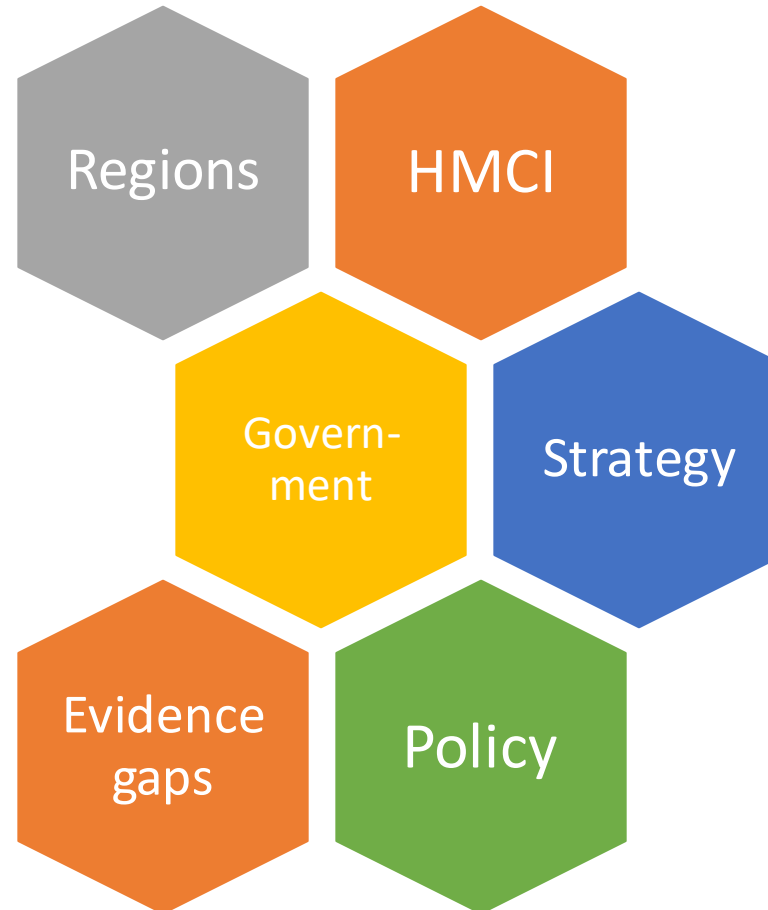 Regions
HMCI
Govern-
ment
Strategy
Evidence
gaps
Policy